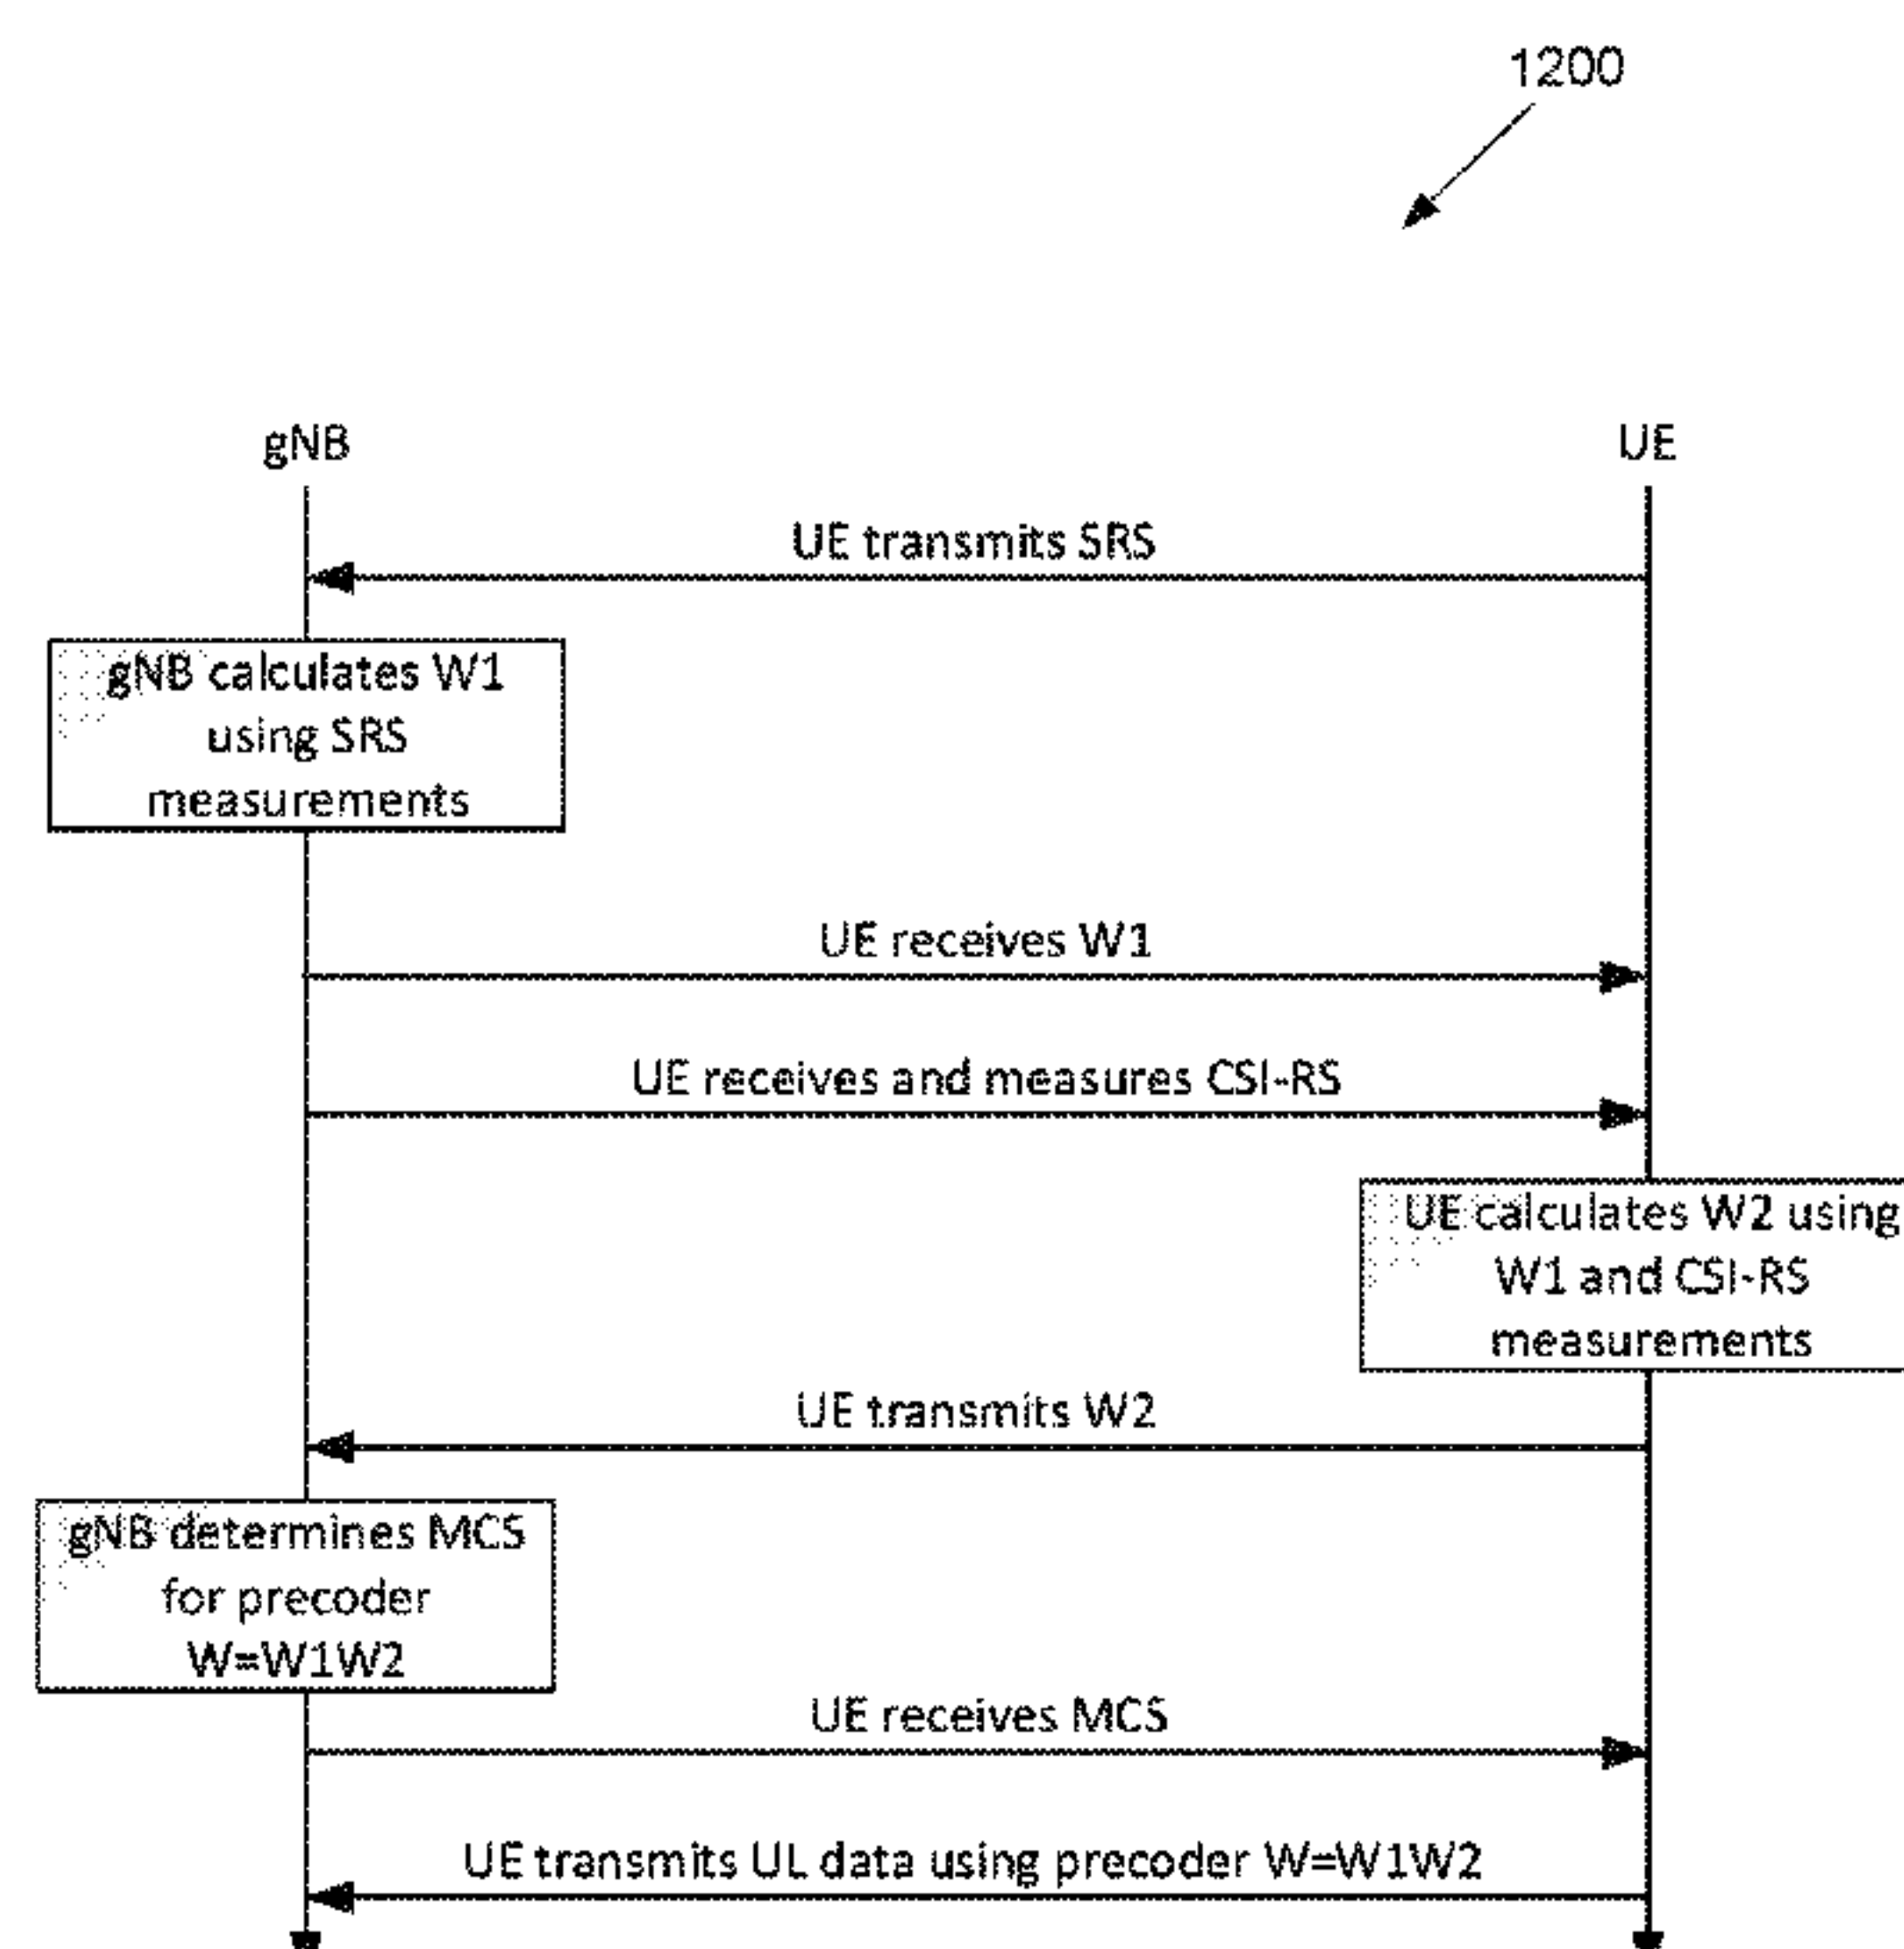 1200
gNB
UE
UE transmits SRS
gNB calculates W1
using SRS
measurements
UE receives W1
UE receives and measures CSI-RS
UE calculates W2 using
W1 and CSI-RS
measurements
UE transmits W2
gNB determines MCS
for precoder
W=W1W2
UE receives MCS
UE transmits UL data using precoder W=W1W2